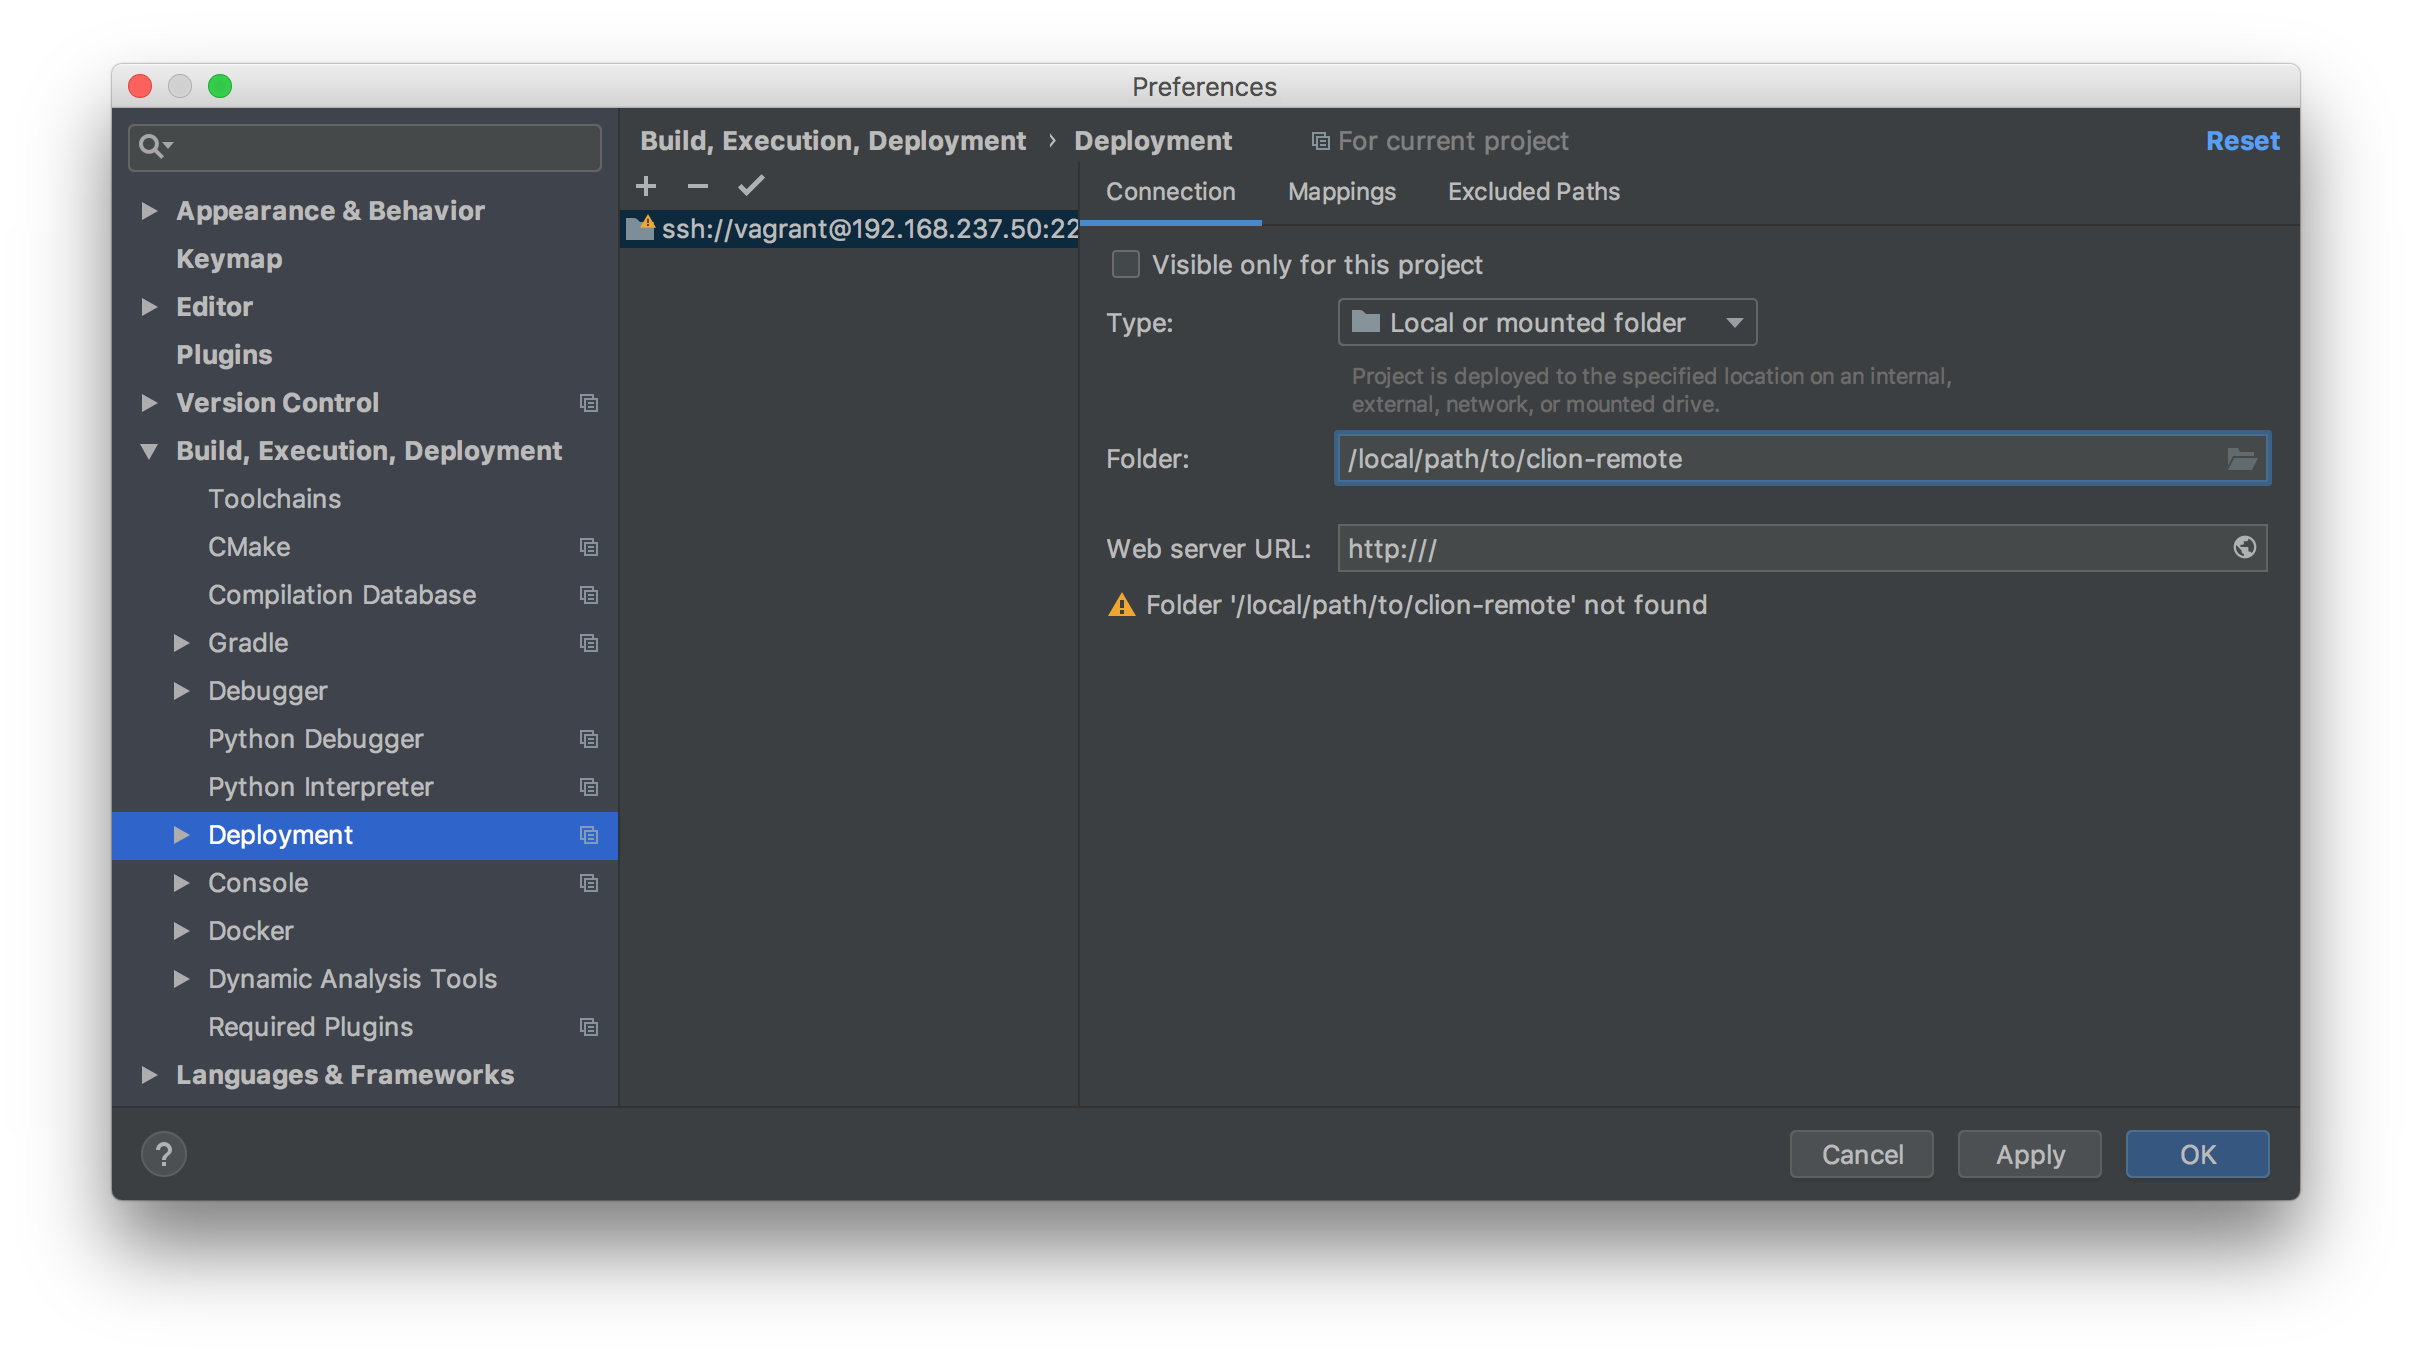 Preferences
Appearance & Behavior
Keymap
Editor
Plugins
Version Control
Build, Execution, Deployment
Toolchains
CMake
Compilation Database
Gradle
Debugger
Python Debugger
Python Interpreter
Deployment
Console
Docker
Dynamic Analysis Tools
Required Plugins
Languages & Frameworks
?
Build, Execution, Deployment › Deployment For current project Reset
ssh://vagrant@192.168.237.50:22
Connection Mappings Excluded Paths
Visible only for this project
Type: Local or mounted folder
Project is deployed to the specified location on an internal,
external, network, or mounted drive.
Folder: /local/path/to/clion-remote
Web server URL: http:///
Folder '/local/path/to/clion-remote' not found
Cancel Apply OK